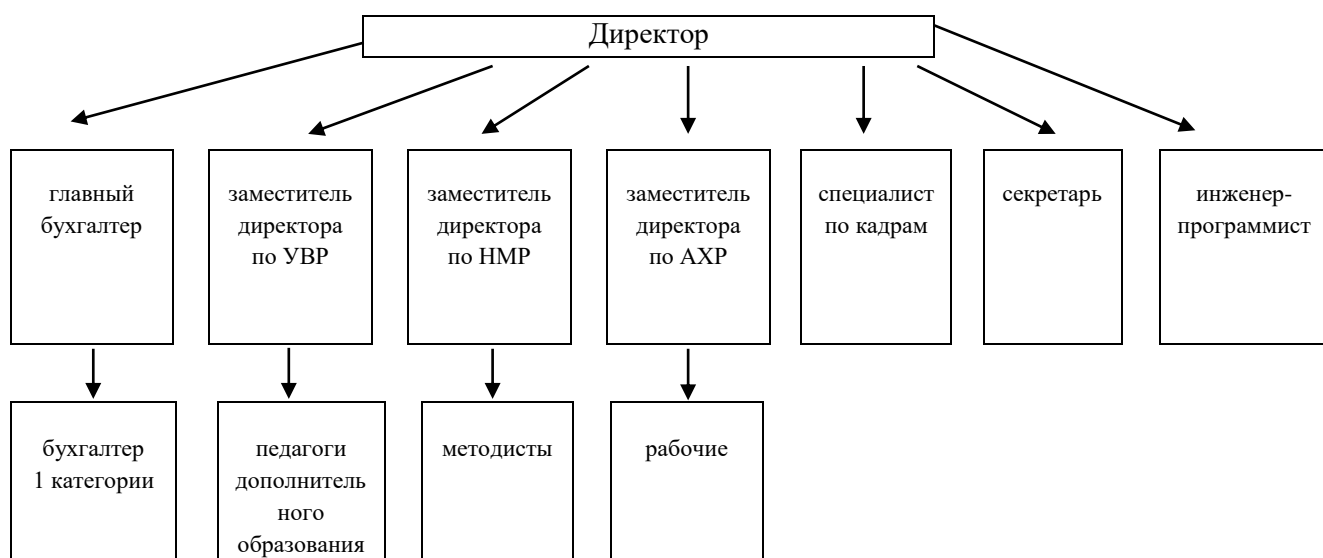 Директор
главный
бухгалтер
заместитель
директора
по УВР
заместитель
директора
по НМР
заместитель
директора
по АХР
специалист
по кадрам
секретарь
инженер-
программист
бухгалтер
1 категории
педагоги
дополнитель
ного
образования
методисты
рабочие